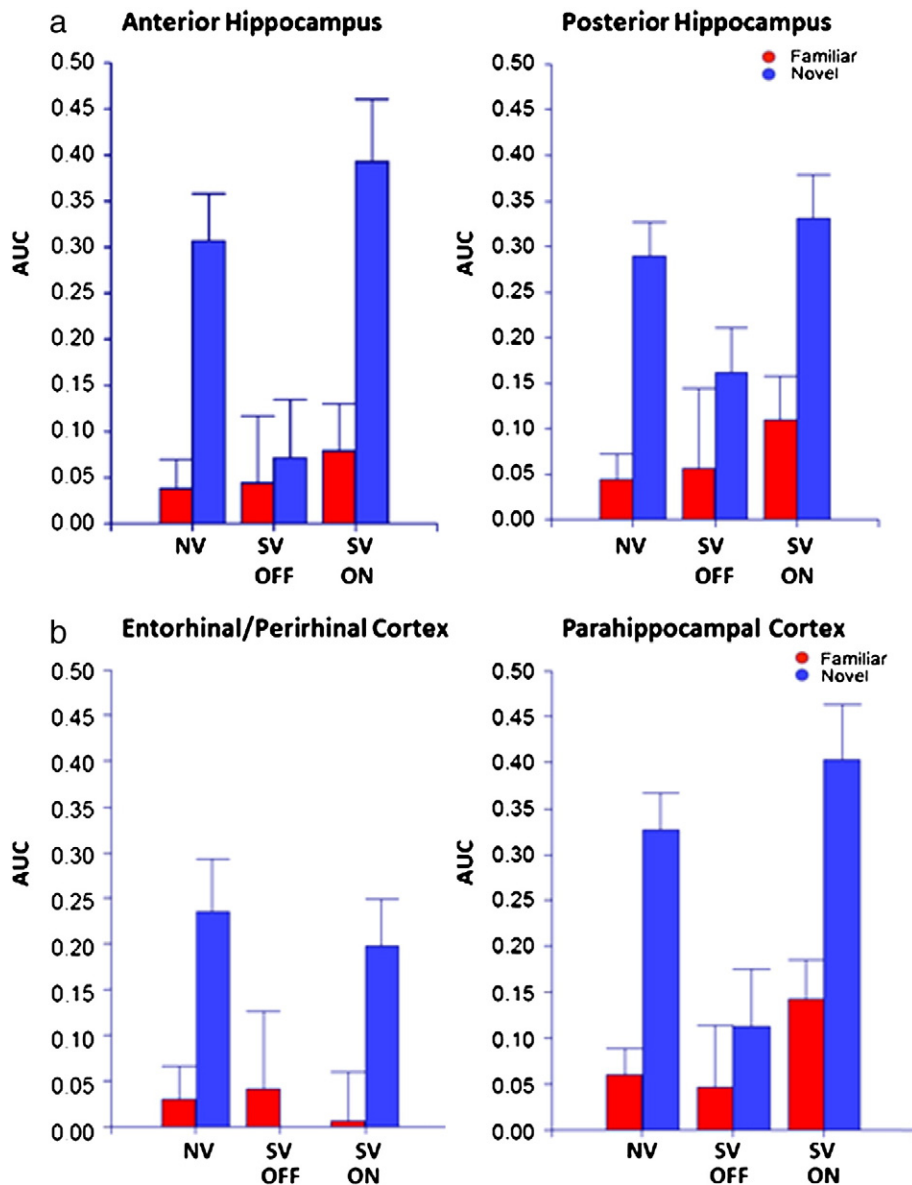 a
Anterior Hippocampus
AUC
0.50
0.45
0.40
0.35
0.30
0.25
0.20
0.15
0.10
0.05
0.00
NV
SV OFF
SV ON
Posterior Hippocampus
Familiar
Novel
AUC
0.50
0.45
0.40
0.35
0.30
0.25
0.20
0.15
0.10
0.05
0.00
NV
SV OFF
SV ON
b
Entorhinal/Perirhinal Cortex
AUC
0.50
0.45
0.40
0.35
0.30
0.25
0.20
0.15
0.10
0.05
0.00
NV
SV OFF
SV ON
Parahippocampal Cortex
Familiar
Novel
AUC
0.50
0.45
0.40
0.35
0.30
0.25
0.20
0.15
0.10
0.05
0.00
NV
SV OFF
SV ON